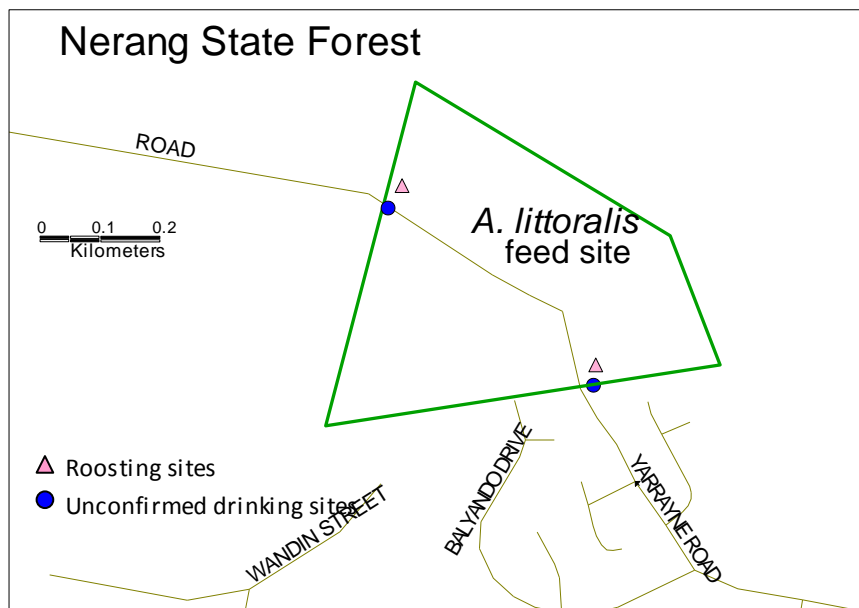 Nerang State Forest
ROAD
A. littoralis
feed site
0 0.1 0.2
Kilometers
Roosting sites
Unconfirmed drinking sites
WANDIN STREET
BALYANDO DRIVE
YARRAYNE ROAD